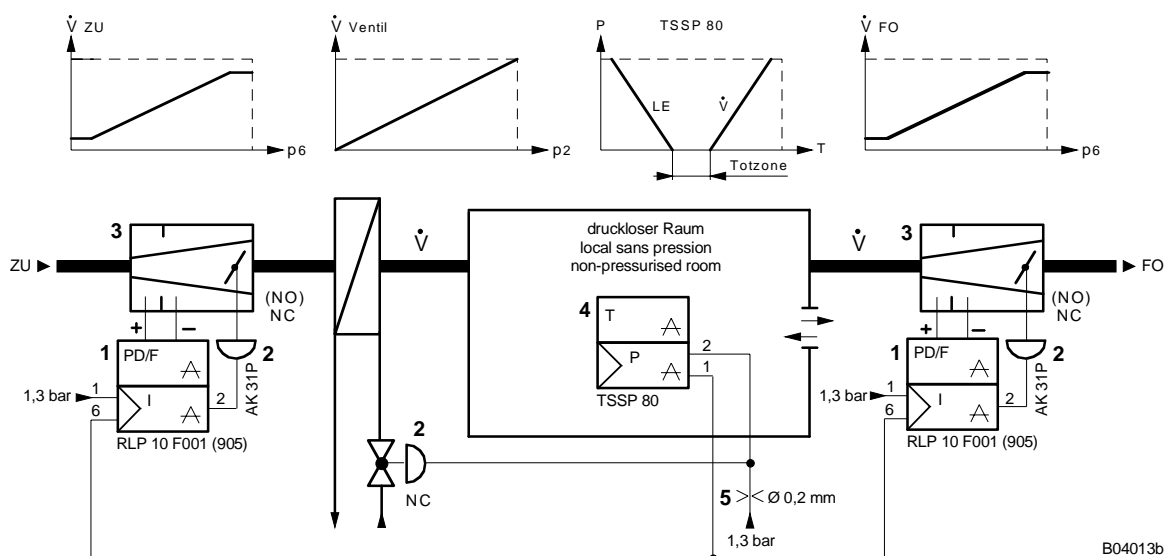 V̇ ZU
p6
V̇ Ventil
p2
P TSSP 80
LE V̇
T
Totzone
V̇ FO
p6
3
ZU
(NO)
NC
+ –
1
PD/F
2
AK 31P
1,3 bar
1
6
I
2
RLP 10 F001 (905)
V̇
druckloser Raum
local sans pression
non-pressurised room
4
T
P
2
1
TSSP 80
2
NC
5 Ø 0,2 mm
1,3 bar
V̇
3
FO
(NO)
NC
+ –
1
PD/F
2
AK 31P
1,3 bar
1
6
I
2
RLP 10 F001 (905)
B04013b